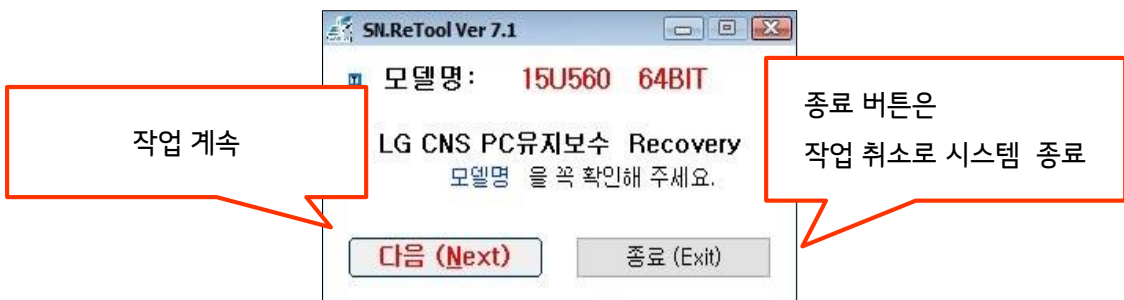 SN.ReTool Ver 7.1
모델명: 15U560 64BIT
작업 계속
LG CNS PC유지보수 Recovery
모델명 을 꼭 확인해 주세요.
종료 버튼은
작업 취소로 시스템 종료
다음 (Next)
종료 (Exit)